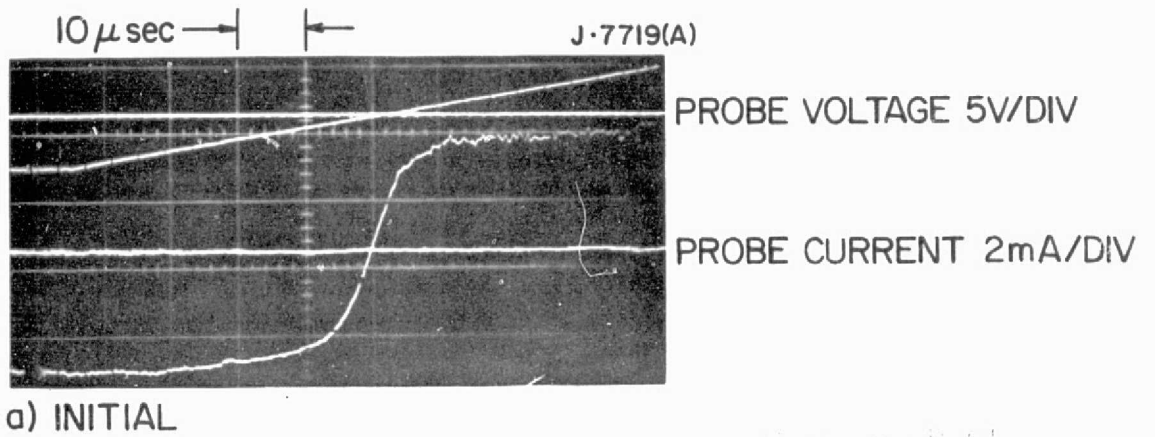 10 μ sec
J·7719(A)
PROBE VOLTAGE 5V/DIV
PROBE CURRENT 2mA/DIV
a) INITIAL